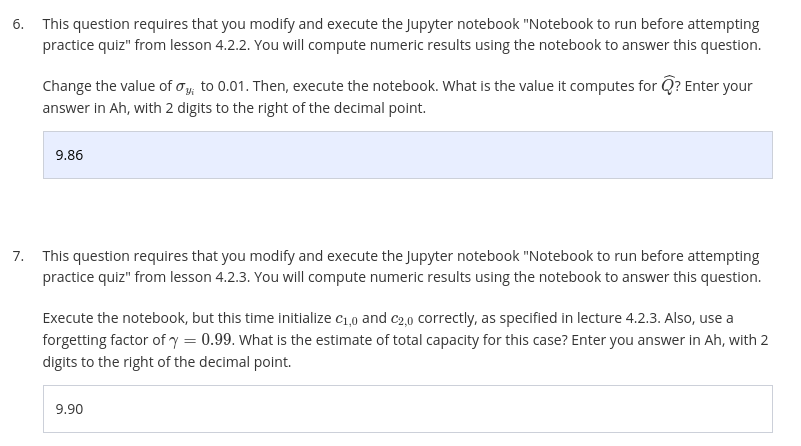 6. This question requires that you modify and execute the Jupyter notebook "Notebook to run before attempting
practice quiz" from lesson 4.2.2. You will compute numeric results using the notebook to answer this question.
Change the value of σ_{y_i} to 0.01. Then, execute the notebook. What is the value it computes for Q̂? Enter your
answer in Ah, with 2 digits to the right of the decimal point.
9.86
7. This question requires that you modify and execute the Jupyter notebook "Notebook to run before attempting
practice quiz" from lesson 4.2.3. You will compute numeric results using the notebook to answer this question.
Execute the notebook, but this time initialize c_{1,0} and c_{2,0} correctly, as specified in lecture 4.2.3. Also, use a
forgetting factor of γ = 0.99. What is the estimate of total capacity for this case? Enter you answer in Ah, with 2
digits to the right of the decimal point.
9.90